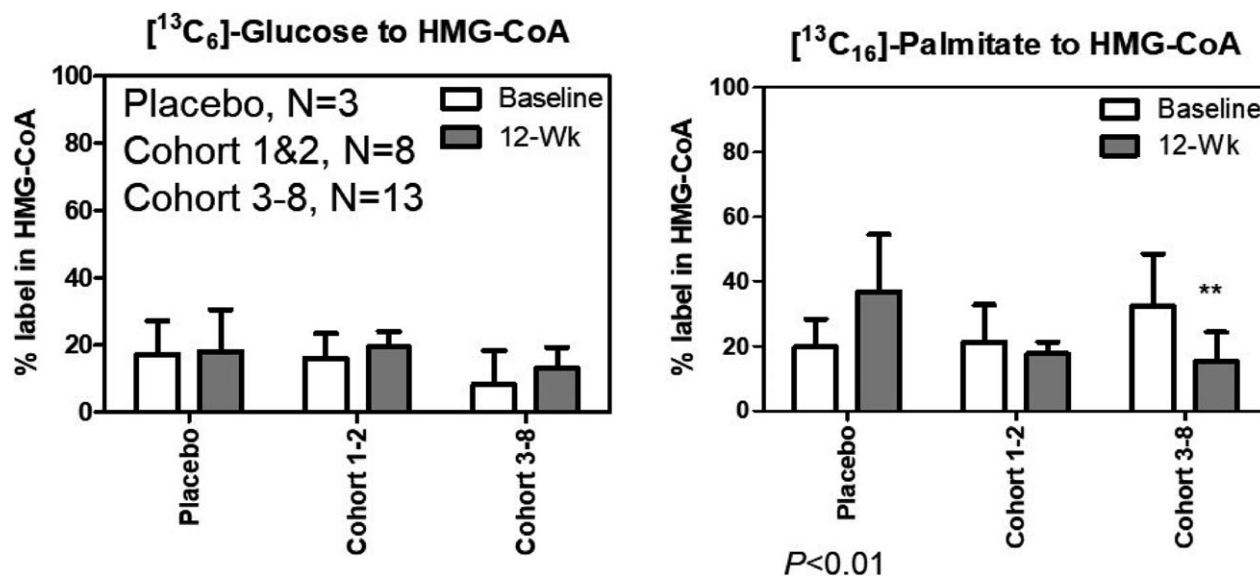 [¹³C₆]-Glucose to HMG-CoA
% label in HMG-CoA
100
80
60
40
20
0
Placebo, N=3
Cohort 1&2, N=8
Cohort 3-8, N=13
Baseline
12-Wk
Placebo
Cohort 1-2
Cohort 3-8
[¹³C₁₆]-Palmitate to HMG-CoA
% label in HMG-CoA
100
80
60
40
20
0
Baseline
12-Wk
**
Placebo
Cohort 1-2
Cohort 3-8
P<0.01